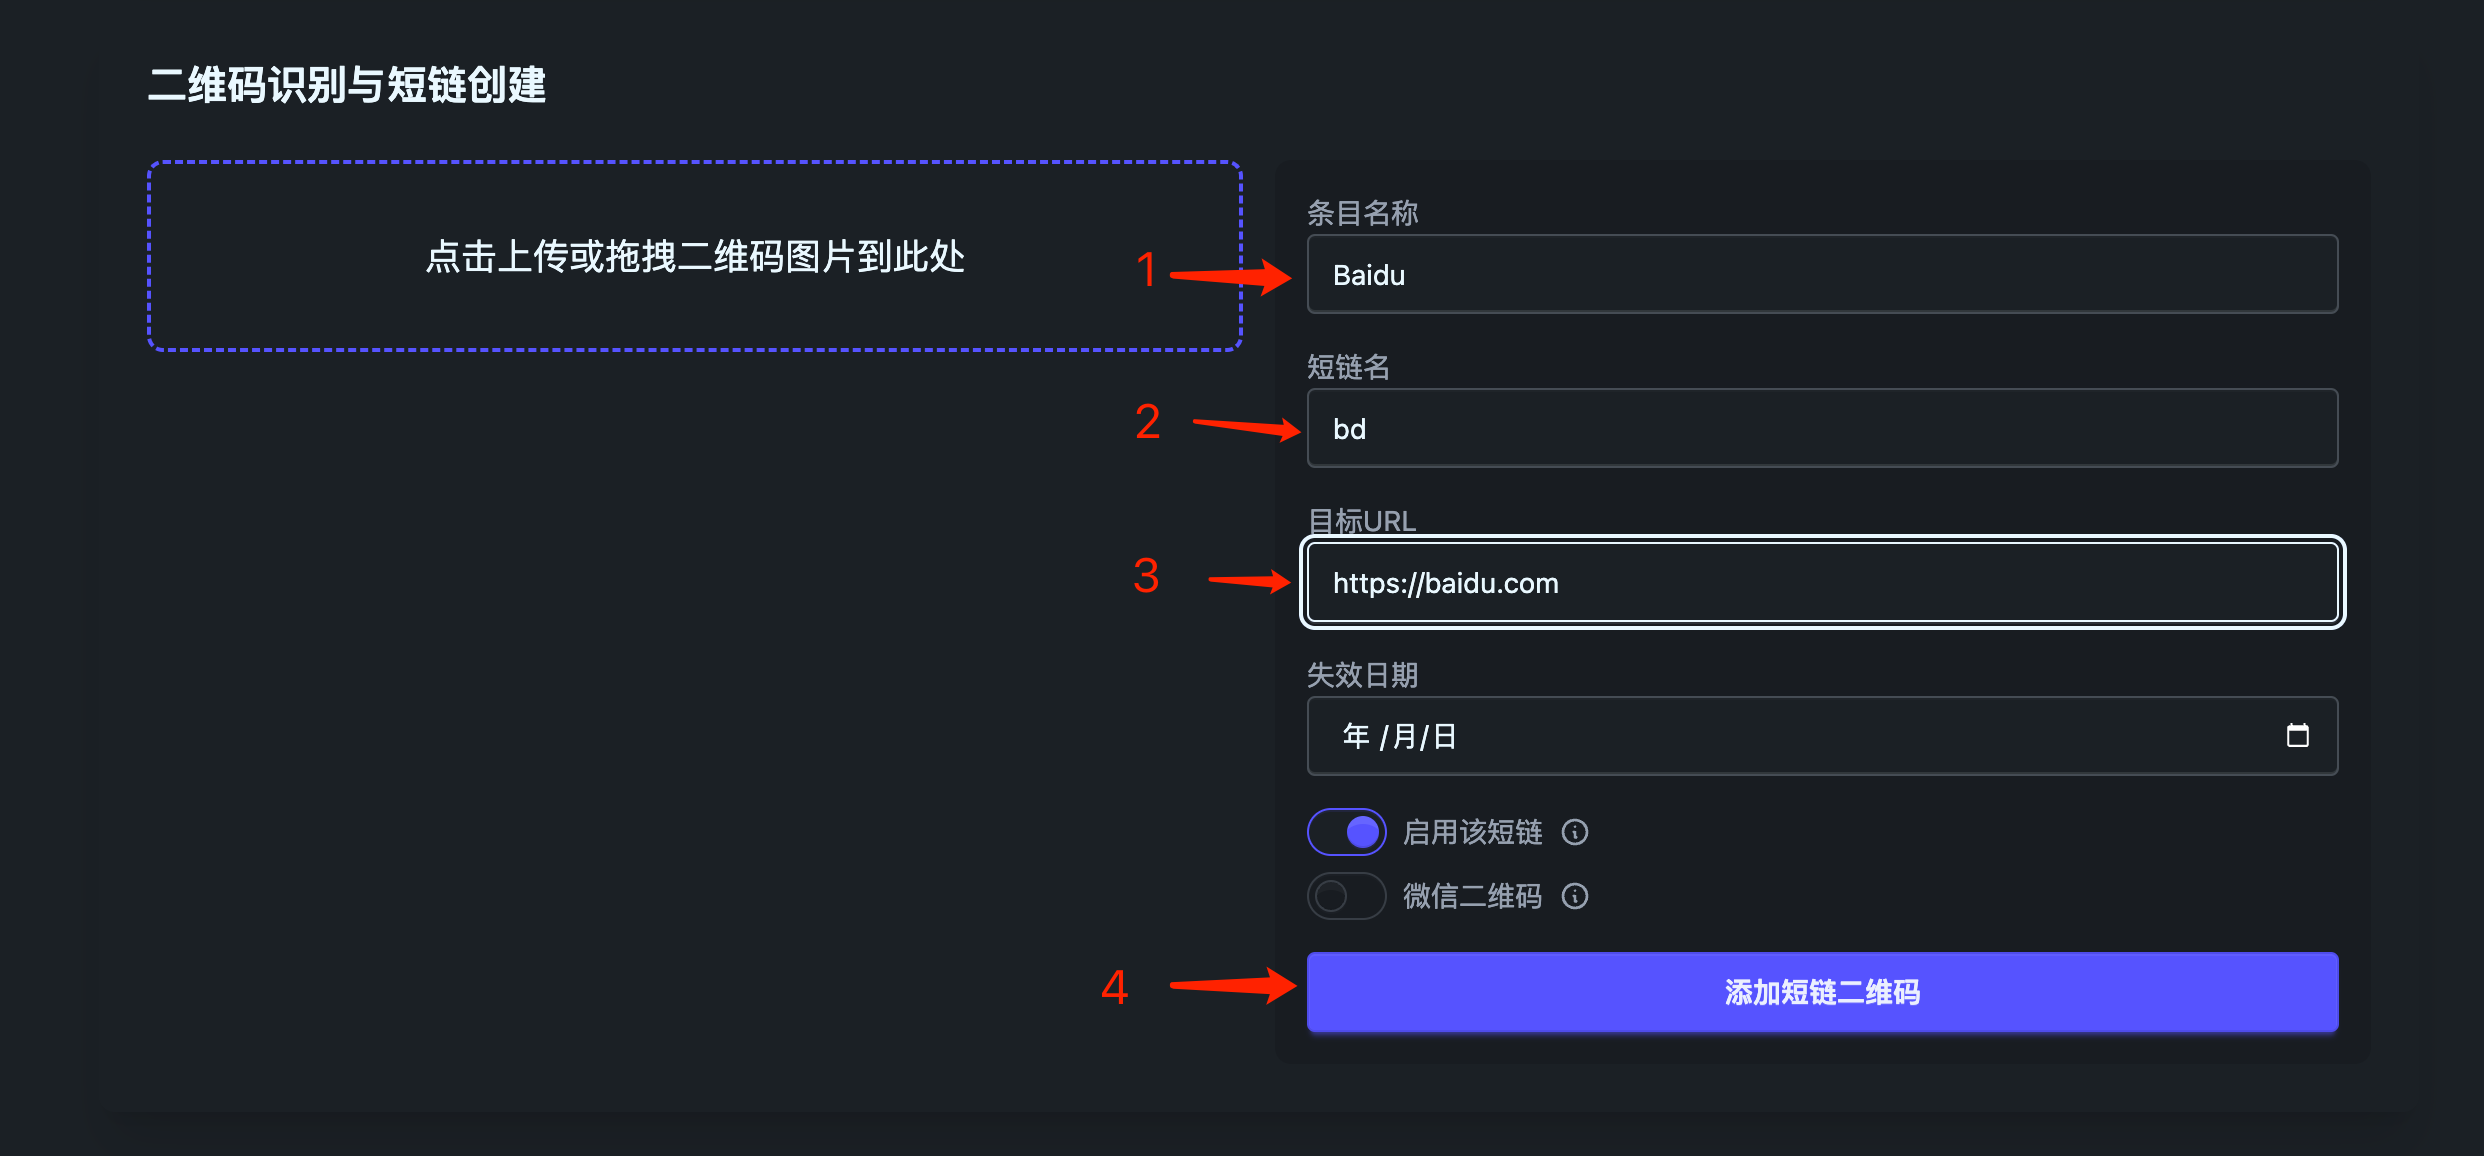 二维码识别与短链创建
点击上传或拖拽二维码图片到此处
条目名称
1
Baidu
短链名
2
bd
目标URL
3
https://baidu.com
失效日期
年 /月/日
启用该短链
微信二维码
4
添加短链二维码